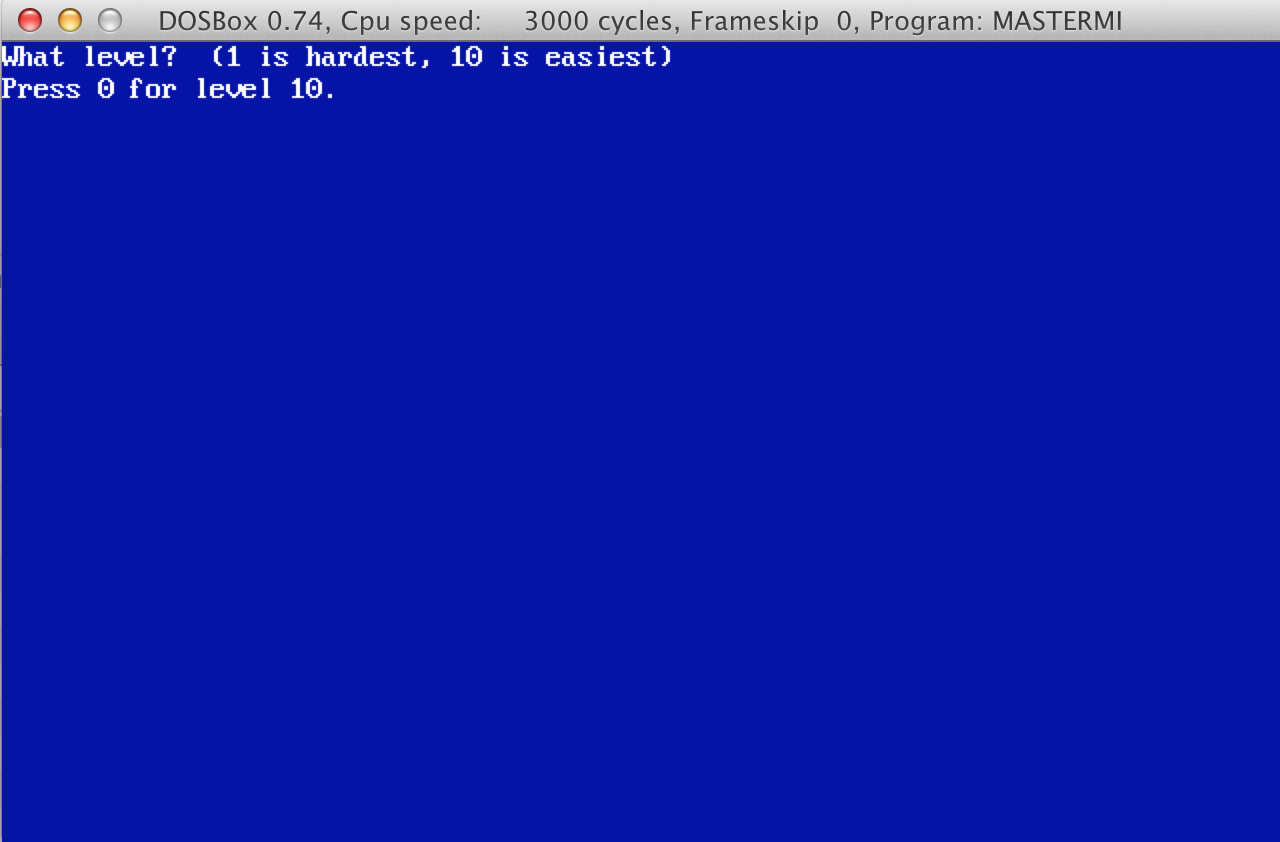 DOSBox 0.74, Cpu speed: 3000 cycles, Frameskip 0, Program: MASTERMI
What level? (1 is hardest, 10 is easiest)
Press 0 for level 10.